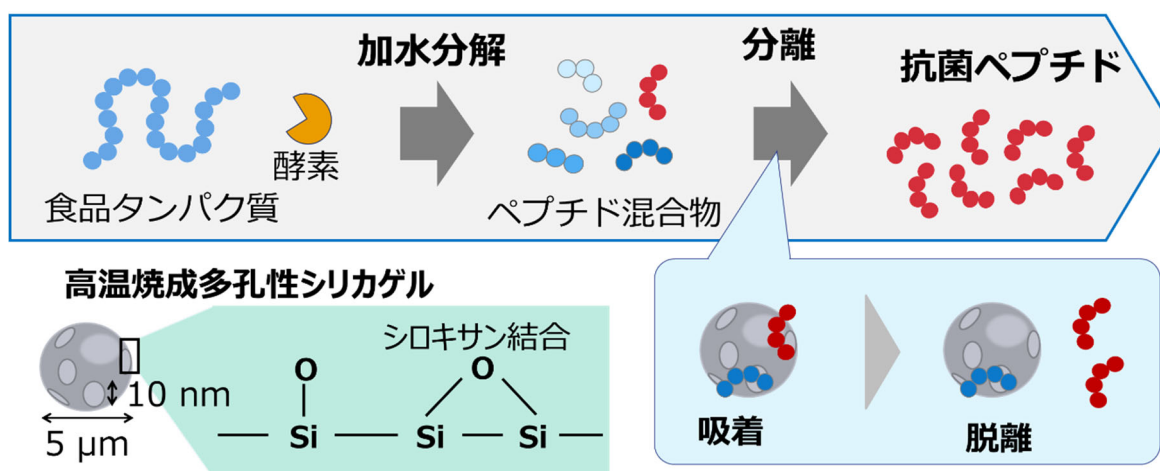 加水分解
分離
抗菌ペプチド
酵素
食品タンパク質
ペプチド混合物
高温焼成多孔性シリカゲル
シロキサン結合
O
O
10 nm
5 μm
Si
Si
Si
吸着
脱離